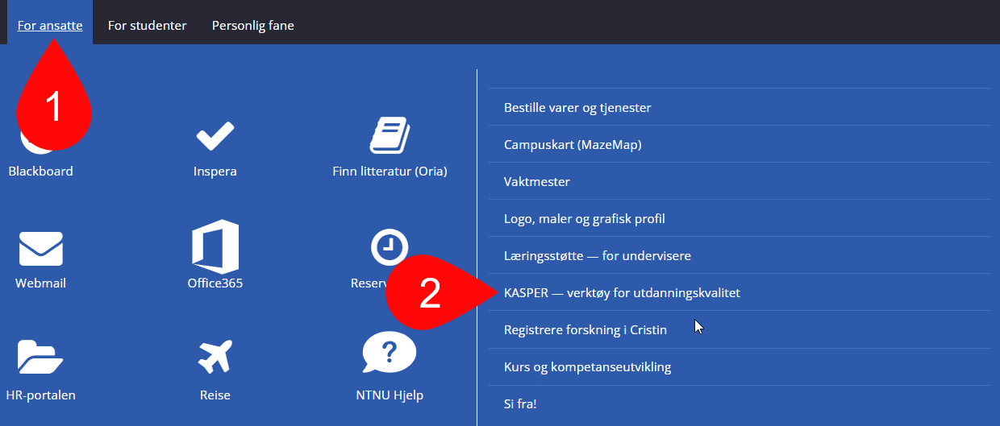 For ansatte
For studenter
Personlig fane
1
Blackboard
Inspera
Finn litteratur (Oria)
Webmail
Office365
Reserv
2
HR-portalen
Reise
?
NTNU Hjelp
Bestille varer og tjenester
Campuskart (MazeMap)
Vaktmester
Logo, maler og grafisk profil
Læringsstøtte — for undervisere
KASPER — verktøy for utdanningskvalitet
Registrere forskning i Cristin
Kurs og kompetanseutvikling
Si fra!